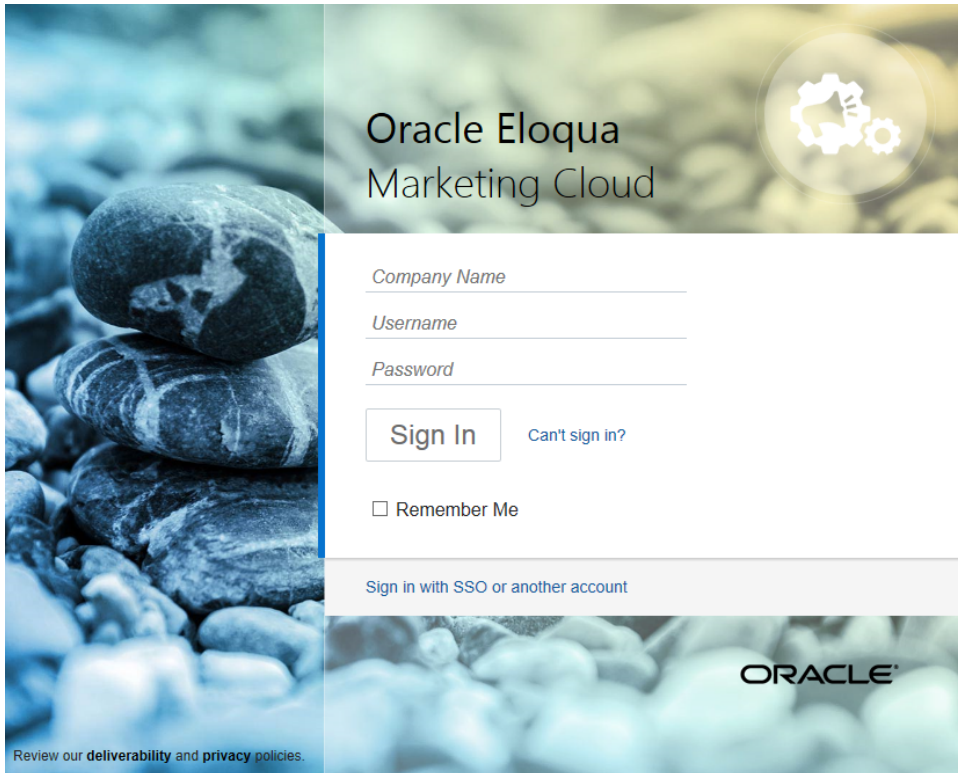 Oracle Eloqua
Marketing Cloud
Company Name
Username
Password
Sign In
Can't sign in?
Remember Me
Sign in with SSO or another account
ORACLE®
Review our deliverability and privacy policies.